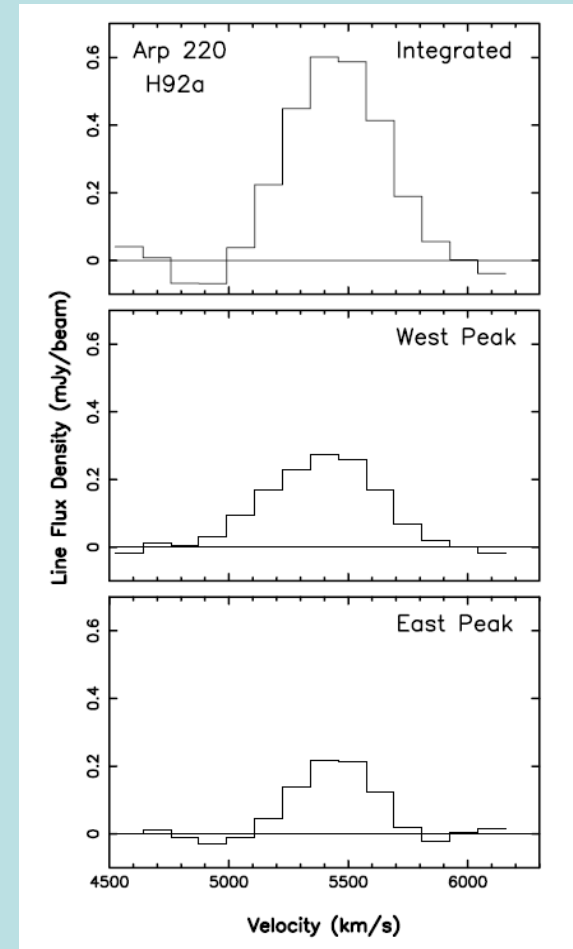 Arp 220
H92a
Integrated
0.6
0.4
0.2
0
West Peak
0.6
0.4
0.2
0
Line Flux Density (mJy/beam)
East Peak
0.6
0.4
0.2
0
4500 5000 5500 6000
Velocity (km/s)